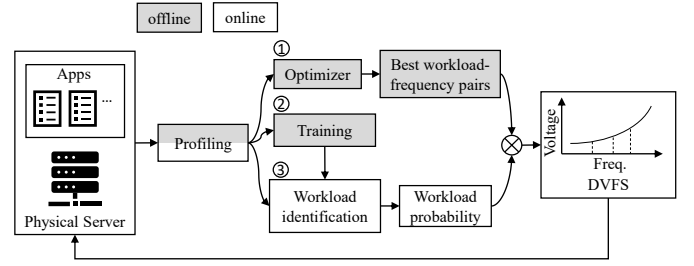 offline
online
Apps
...
Physical Server
Profiling
①
Optimizer
②
Training
③
Workload
identification
Best workload-
frequency pairs
Workload
probability
Voltage
Freq.
DVFS